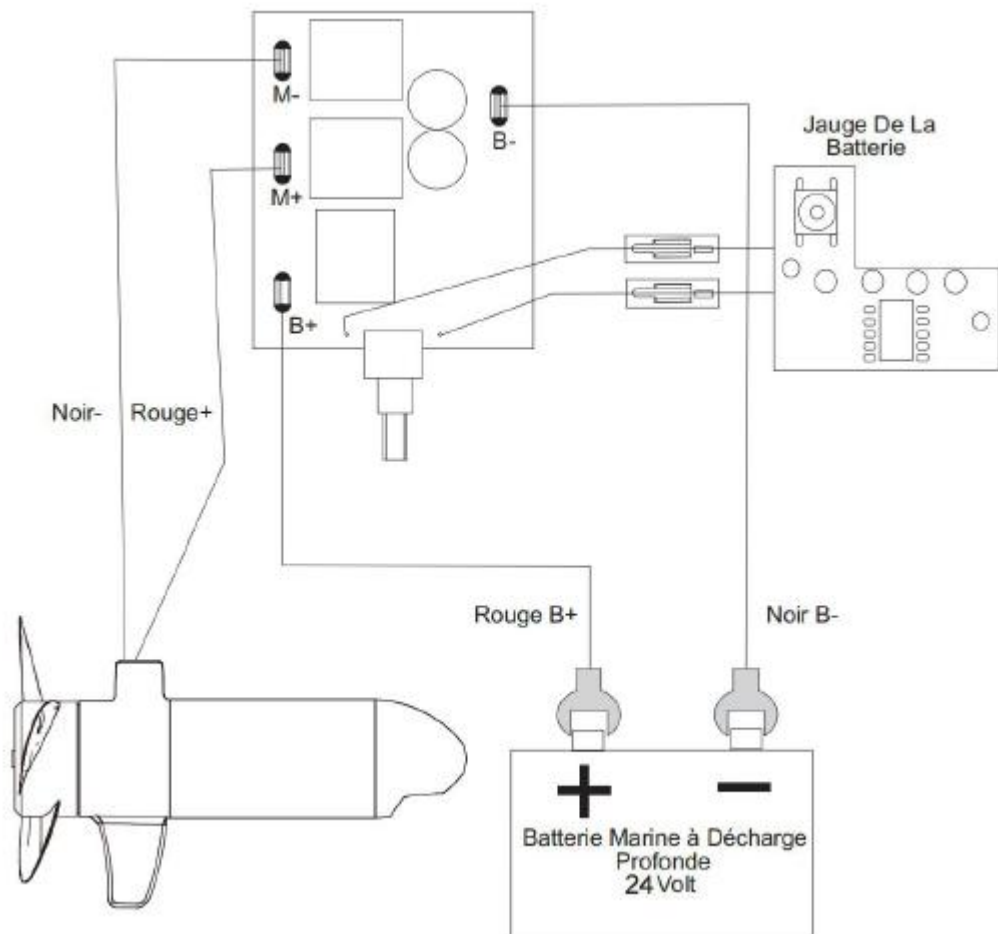 M-
B-
Jauge De La
Batterie
M+
B+
Noir-
Rouge+
Rouge B+
Noir B-
Batterie Marine à Décharge
Profonde
24 Volt